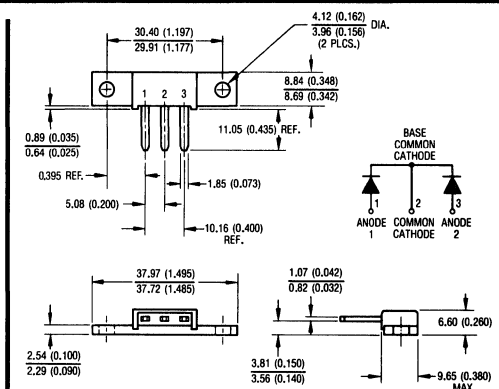 30.40 (1.197)
29.91 (1.177)
4.12 (0.162)
3.96 (0.156)
DIA.
(2 PLCS.)
8.84 (0.348)
8.69 (0.342)
1 2 3
0.89 (0.035)
0.64 (0.025)
11.05 (0.435) REF.
0.395 REF.
1.85 (0.073)
5.08 (0.200)
10.16 (0.400)
REF.
BASE
COMMON
CATHODE
1 2 3
ANODE
1
COMMON
CATHODE
ANODE
2
37.97 (1.495)
37.72 (1.485)
1.07 (0.042)
0.82 (0.032)
6.60 (0.260)
2.54 (0.100)
2.29 (0.090)
3.81 (0.150)
3.56 (0.140)
9.65 (0.380)
MAX